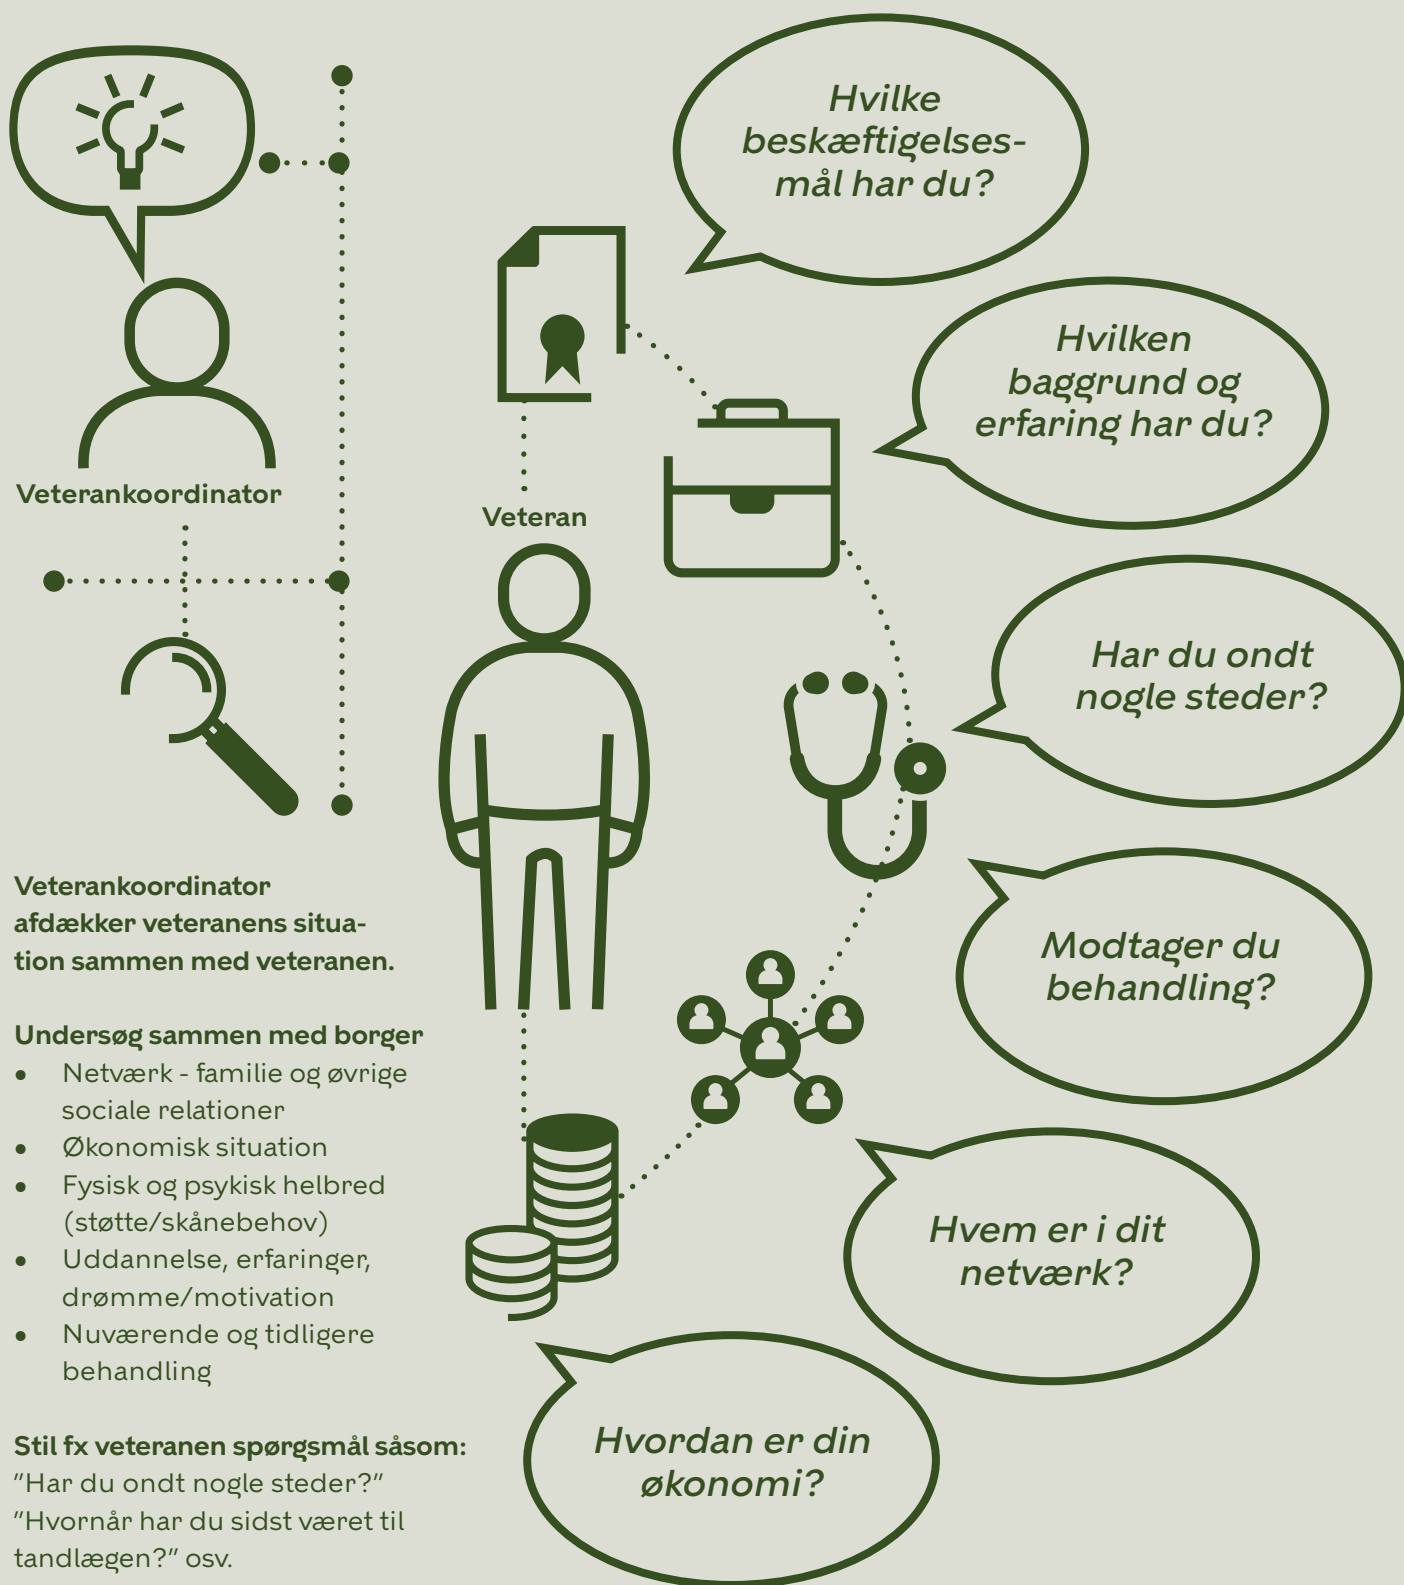 Hvilke
beskæftigelses-
mål har du?
Hvilken
baggrund og
erfaring har du?
Veterankoordinator
Veteran
Har du ondt
nogle steder?
Veterankoordinator
afdækker veteranens situa-
tion sammen med veteranen.
Undersøg sammen med borger
• Netværk - familie og øvrige
sociale relationer
• Økonomisk situation
• Fysisk og psykisk helbred
(støtte/skånebehov)
• Uddannelse, erfaringer,
drømme/motivation
• Nuværende og tidligere
behandling
Stil fx veteranen spørgsmål såsom:
"Har du ondt nogle steder?"
"Hvornår har du sidst været til
tandlægen?" osv.
Modtager du
behandling?
Hvem er i dit
netværk?
Hvordan er din
økonomi?